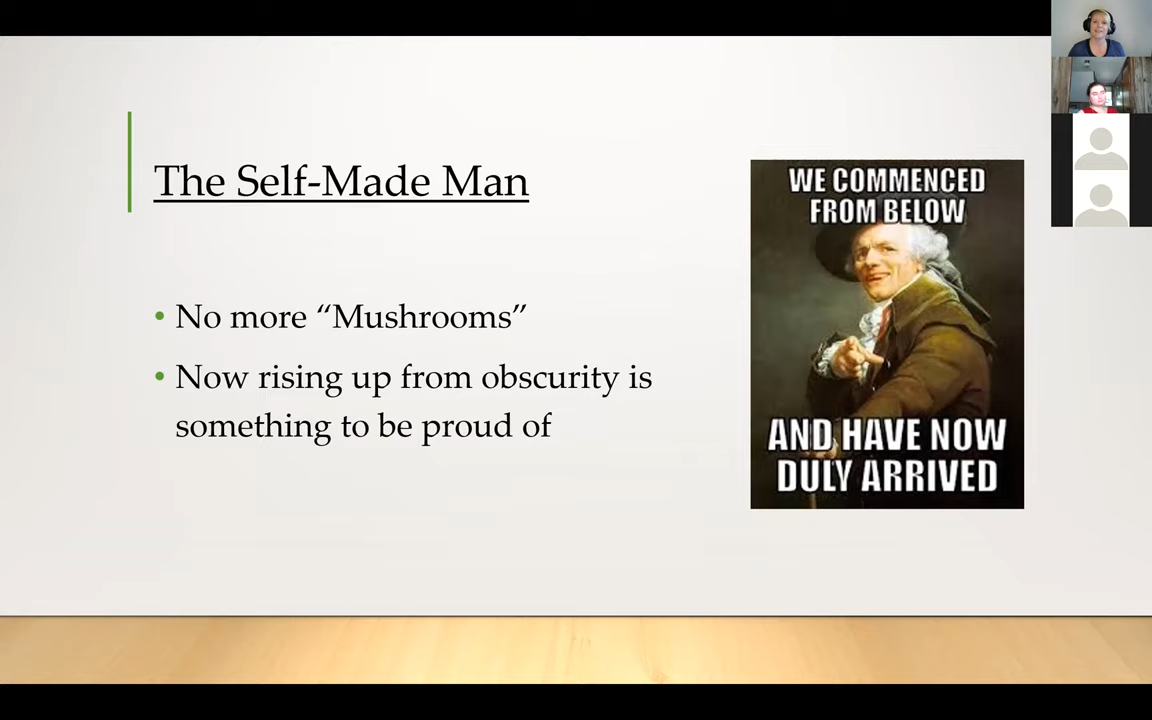 The Self-Made Man
• No more “Mushrooms”
• Now rising up from obscurity is
something to be proud of
WE COMMENCED
FROM BELOW
AND HAVE NOW
DULY ARRIVED